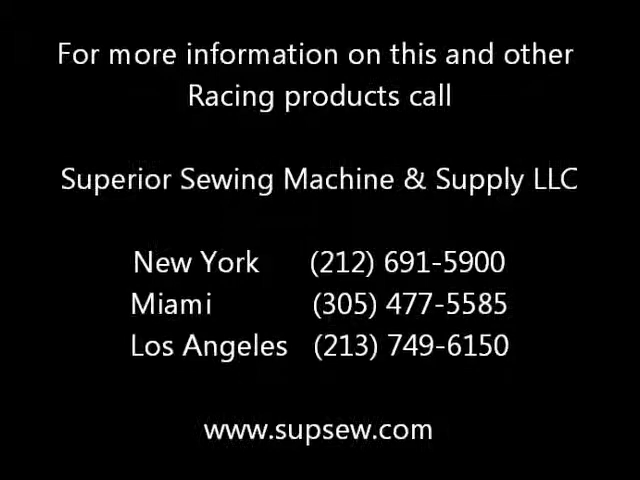 For more information on this and other
Racing products call
Superior Sewing Machine & Supply LLC
New York (212) 691-5900
Miami (305) 477-5585
Los Angeles (213) 749-6150
www.supsew.com